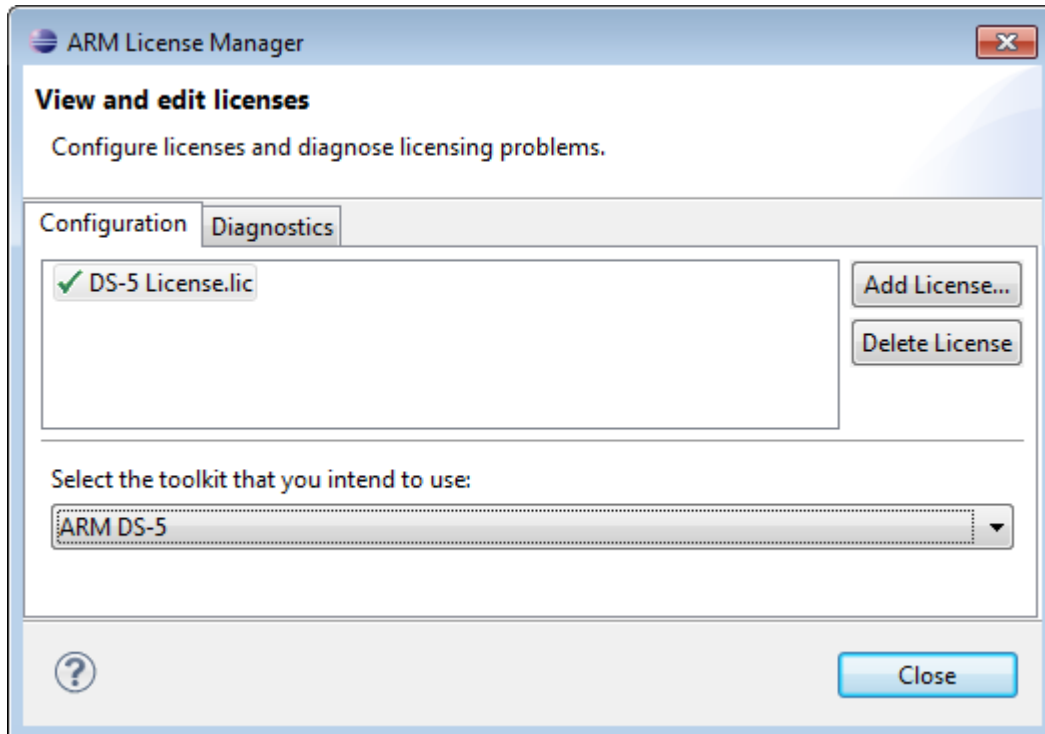 ARM License Manager
View and edit licenses
Configure licenses and diagnose licensing problems.
Configuration
Diagnostics
DS-5 License.lic
Add License...
Delete License
Select the toolkit that you intend to use:
ARM DS-5
?
Close